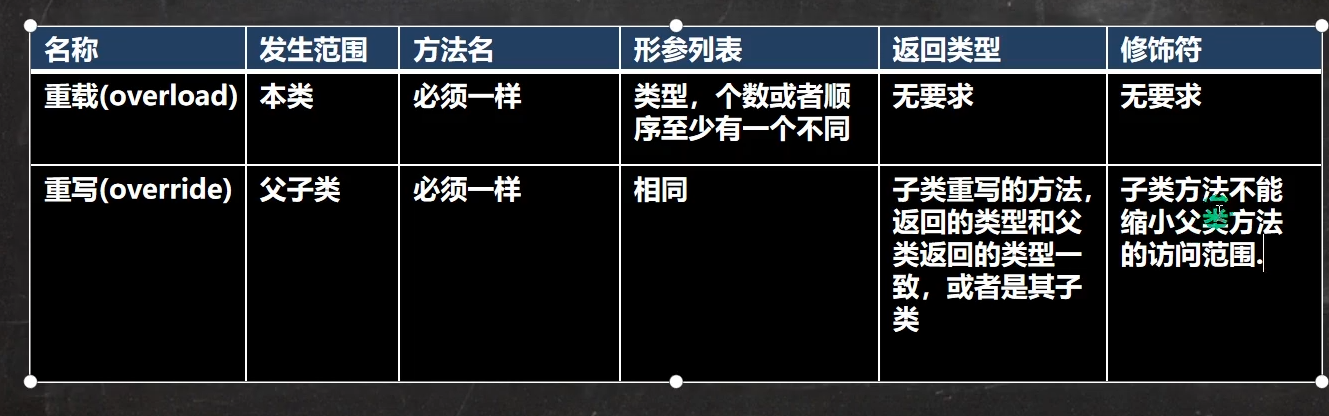 名称 发生范围 方法名 形参列表 返回类型 修饰符
重载(overload) 本类 必须一样 类型，个数或者顺 无要求 无要求
序至少有一个不同
重写(override) 父子类 必须一样 相同 子类重写的方法， 子类方法不能
返回的类型和父 缩小父类方法
类返回的类型一 的访问范围.
致，或者是其子
类